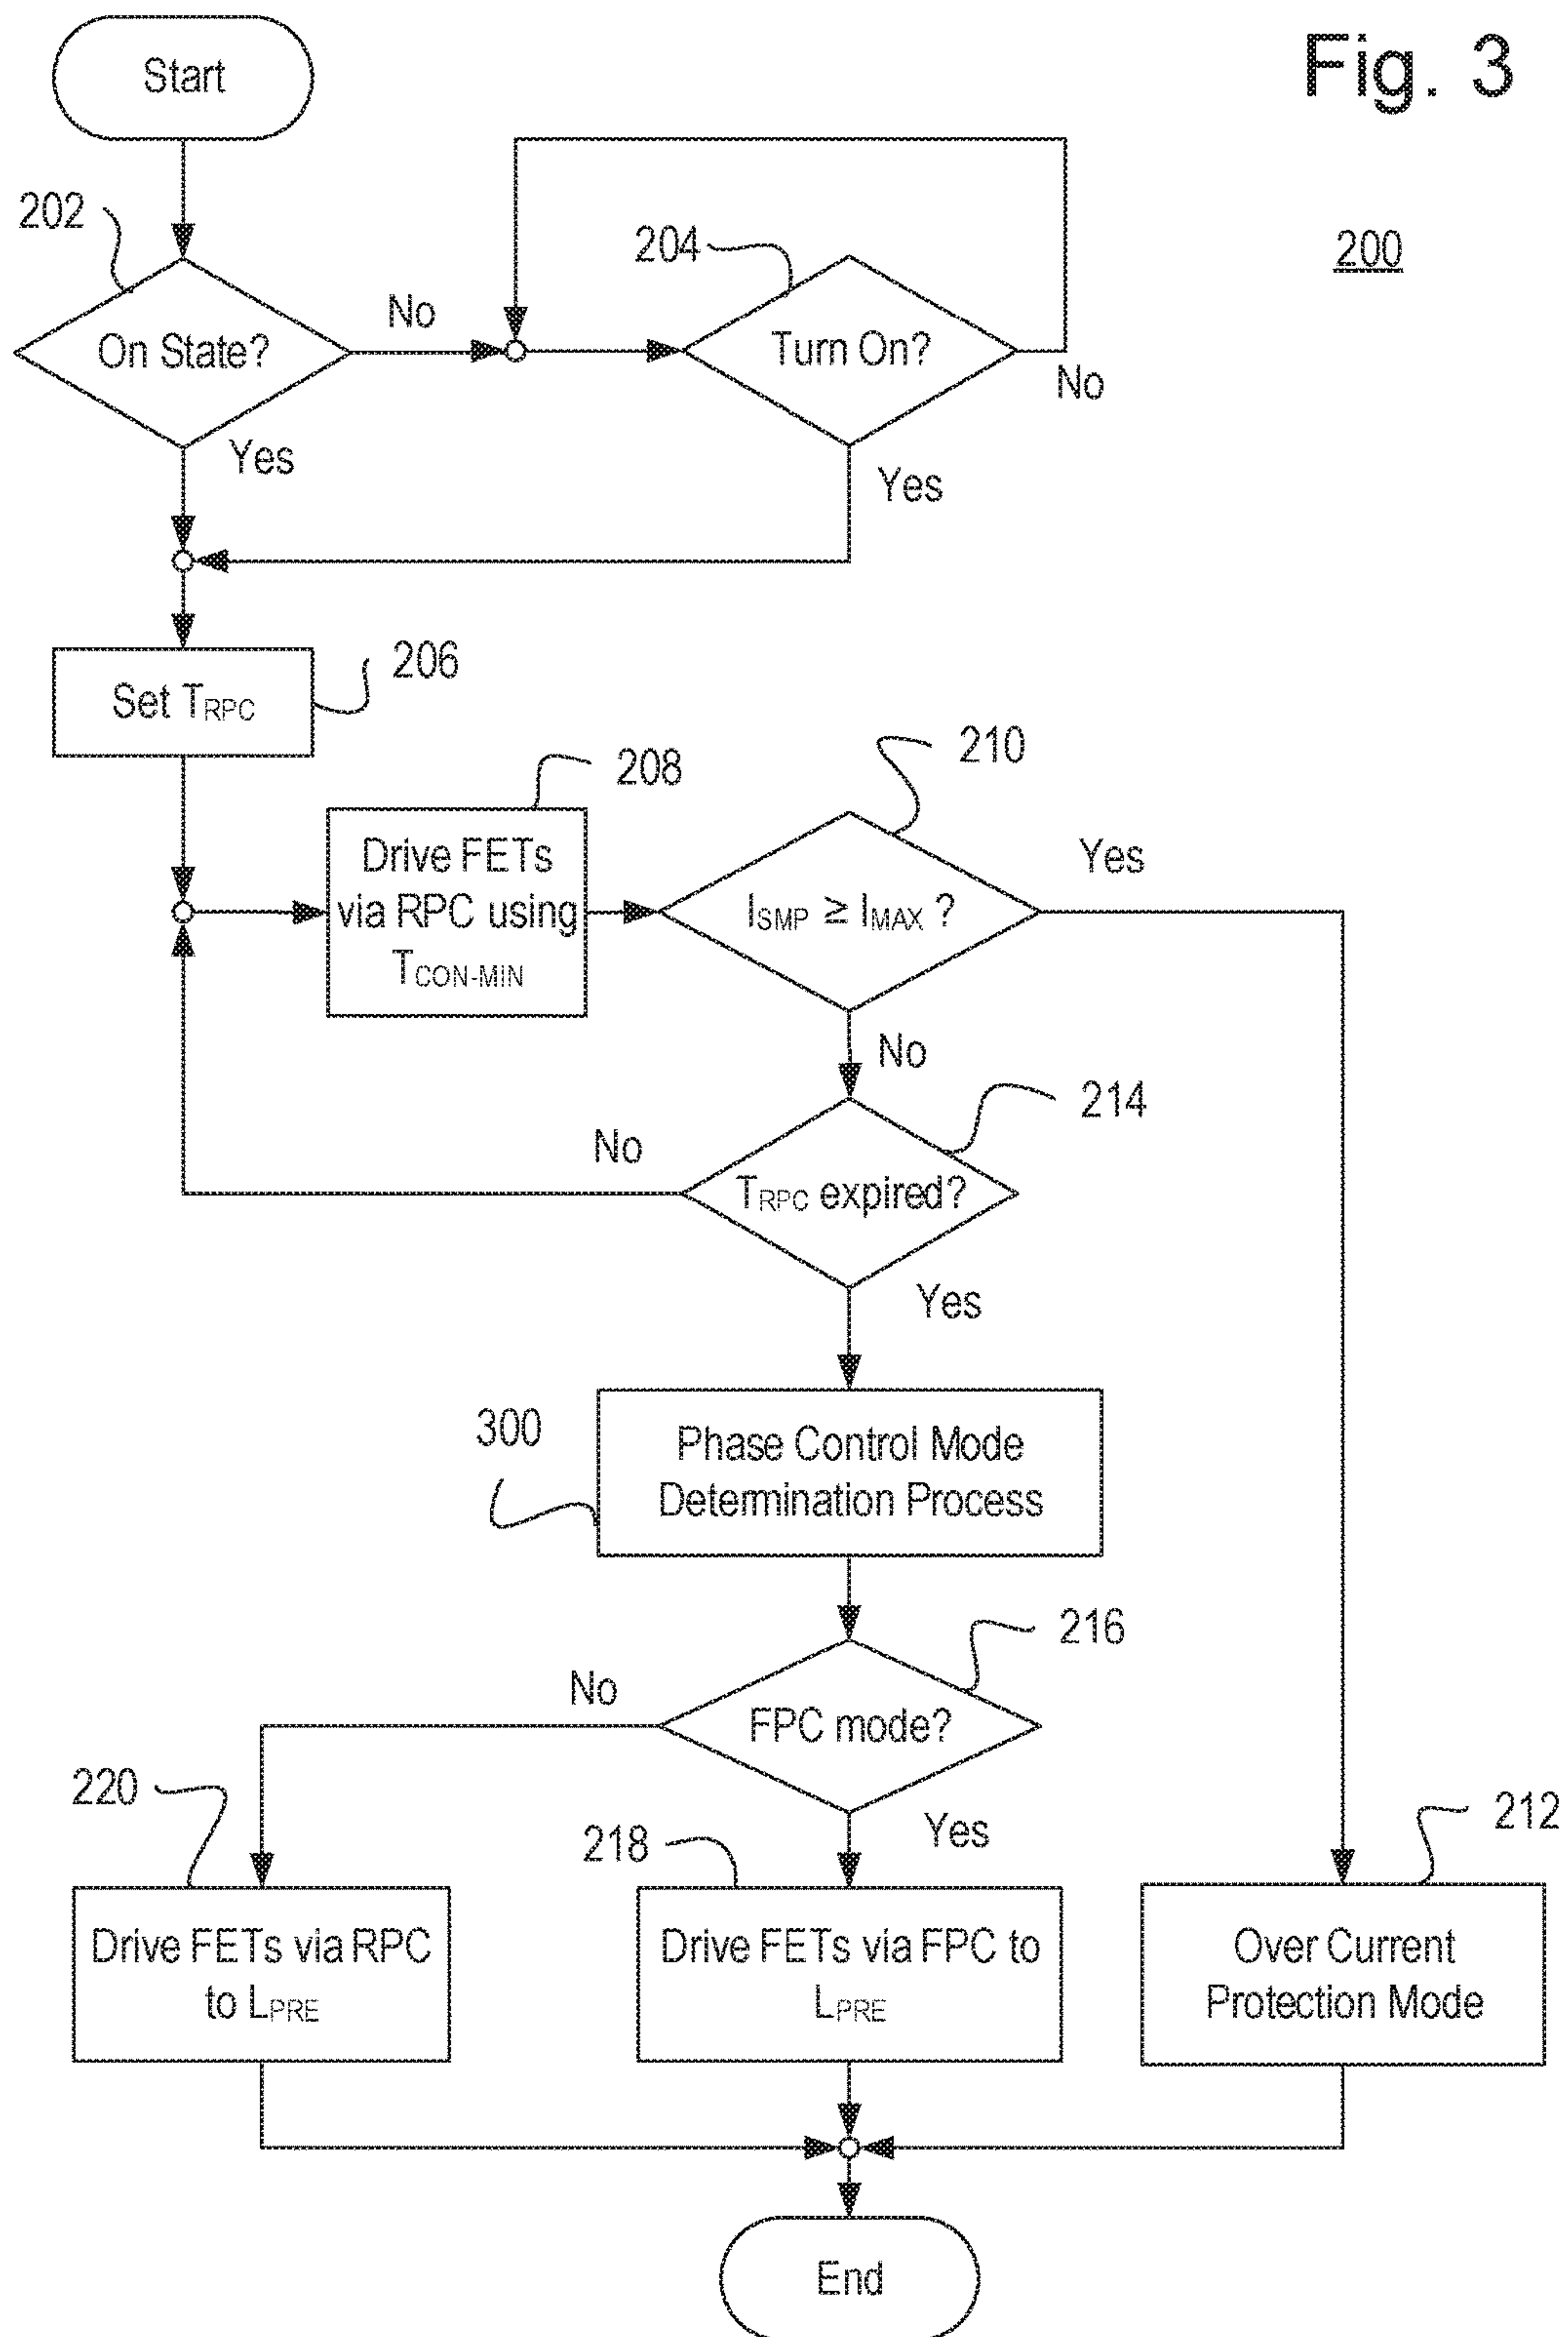 Fig. 3
200
Start
202
On State?
No
Yes
204
Turn On?
No
Yes
206
Set TRPC
208
Drive FETs
via RPC using
TCON-MIN
210
ISMP ≥ IMAX ?
Yes
No
214
TRPC expired?
No
Yes
300
Phase Control Mode
Determination Process
216
FPC mode?
No
Yes
220
Drive FETs via RPC
to LPRE
218
Drive FETs via FPC to
LPRE
212
Over Current
Protection Mode
End